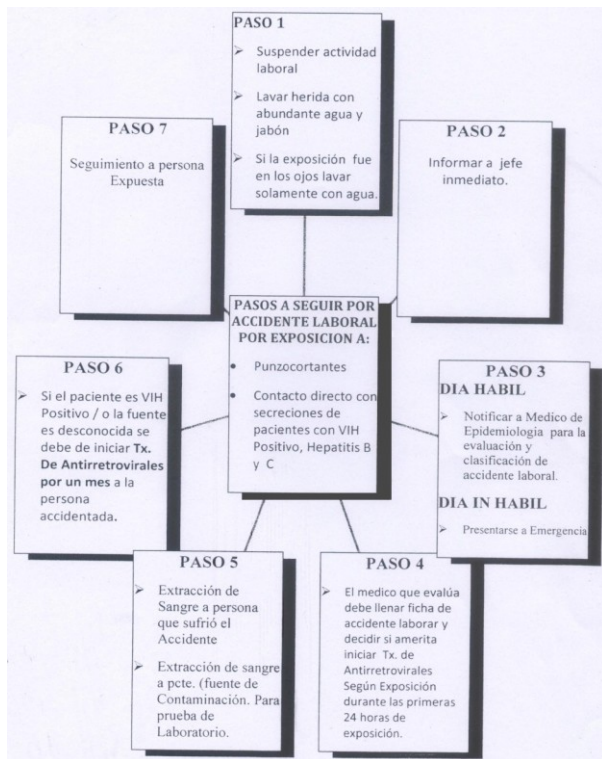 PASO 1
➢ Suspender actividad
laboral
➢ Lavar herida con
abundante agua y
jabón
➢ Si la exposición fue
en los ojos lavar
solamente con agua.
PASO 2
Informar a jefe
inmediato.
PASO 3
DIA HABIL
➢ Notificar a Medico de
Epidemiologia para la
evaluación y
clasificación de
accidente laboral.
DIA IN HABIL
➢ Presentarse a Emergencia
PASO 4
➢ El medico que evalúa
debe llenar ficha de
accidente laborar y
decidir si amerita
iniciar Tx. de
Antirretrovirales
Según Exposición
durante las primeras
24 horas de
exposición.
PASO 5
➢ Extracción de
Sangre a persona
que sufrió el
Accidente
➢ Extracción de sangre
a pcte. (fuente de
Contaminación. Para
prueba de
Laboratorio.
PASO 6
➢ Si el paciente es VIH
Positivo / o la fuente
es desconocida se
debe de iniciar Tx.
De Antirretrovirales
por un mes a la
persona
accidentada.
PASO 7
Seguimiento a persona
Expuesta
PASOS A SEGUIR POR
ACCIDENTE LABORAL
POR EXPOSICION A:
• Punzocortantes
• Contacto directo con
secreciones de
pacientes con VIH
Positivo, Hepatitis B
y C